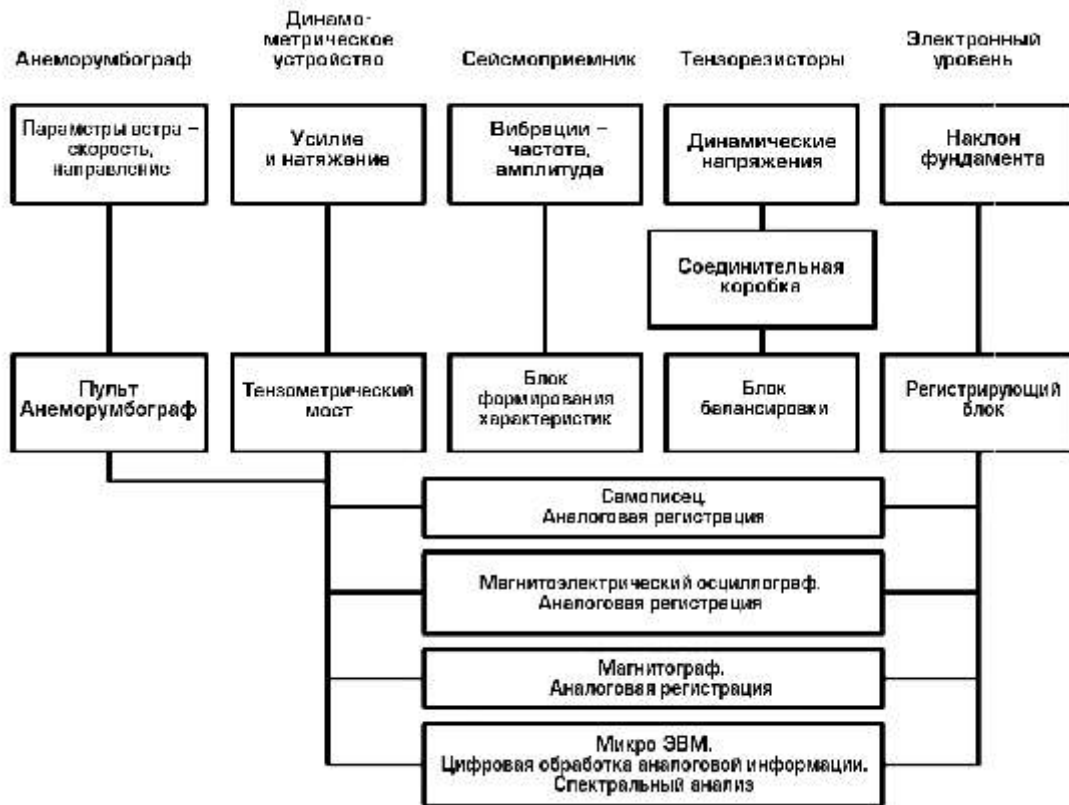 Анеморумбограф
Динамо-
метрическое
устройство
Сейсмоприемник
Тензорезисторы
Электронный
уровень
Параметры ветра –
скорость,
направление
Усилие
и натяжение
Вибрации –
частота,
амплитуда
Динамические
напряжения
Наклон
фундамента
Соединительная
коробка
Пульт
Анеморумбограф
Тензометрический
мост
Блок
формирования
характеристик
Блок
балансировки
Регистрирующий
блок
Самописец.
Аналоговая регистрация
Магнитоэлектрический осциллограф.
Аналоговая регистрация
Магнитограф.
Аналоговая регистрация
Микро ЭВМ.
Цифровая обработка аналоговой информации.
Спектральный анализ